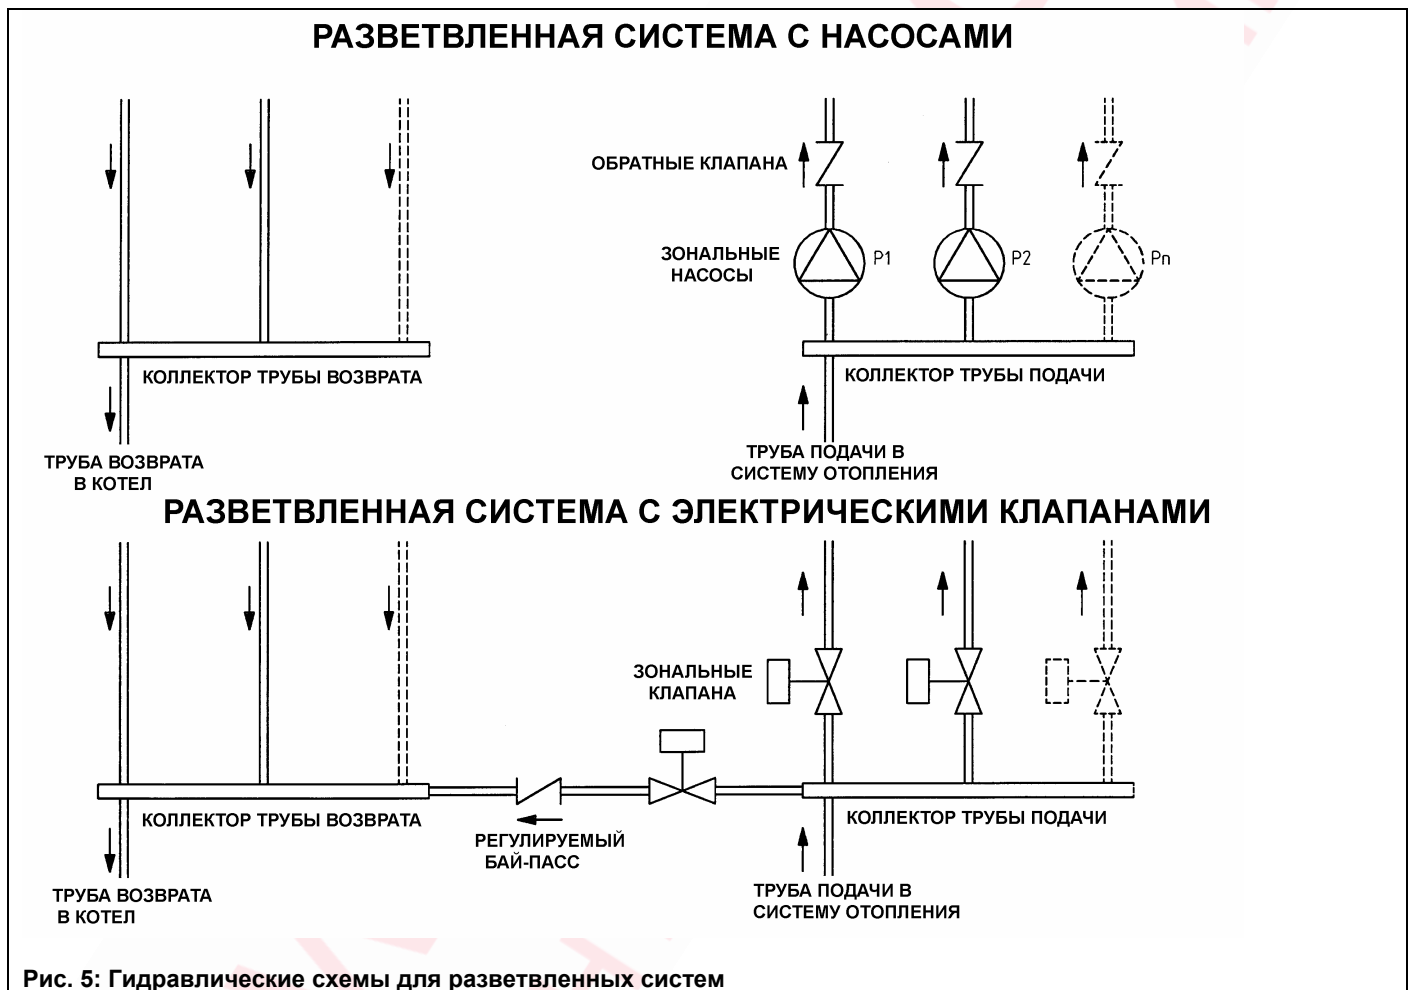 РАЗВЕТВЛЕННАЯ СИСТЕМА С НАСОСАМИ
ОБРАТНЫЕ КЛАПАНА
ЗОНАЛЬНЫЕ
НАСОСЫ
P1
P2
Pn
КОЛЛЕКТОР ТРУБЫ ВОЗВРАТА
КОЛЛЕКТОР ТРУБЫ ПОДАЧИ
ТРУБА ВОЗВРАТА
В КОТЕЛ
ТРУБА ПОДАЧИ В
СИСТЕМУ ОТОПЛЕНИЯ
РАЗВЕТВЛЕННАЯ СИСТЕМА С ЭЛЕКТРИЧЕСКИМИ КЛАПАНАМИ
ЗОНАЛЬНЫЕ
КЛАПАНА
КОЛЛЕКТОР ТРУБЫ ВОЗВРАТА
РЕГУЛИРУЕМЫЙ
БАЙ-ПАСС
КОЛЛЕКТОР ТРУБЫ ПОДАЧИ
ТРУБА ВОЗВРАТА
В КОТЕЛ
ТРУБА ПОДАЧИ В
СИСТЕМУ ОТОПЛЕНИЯ
Рис. 5: Гидравлические схемы для разветвленных систем